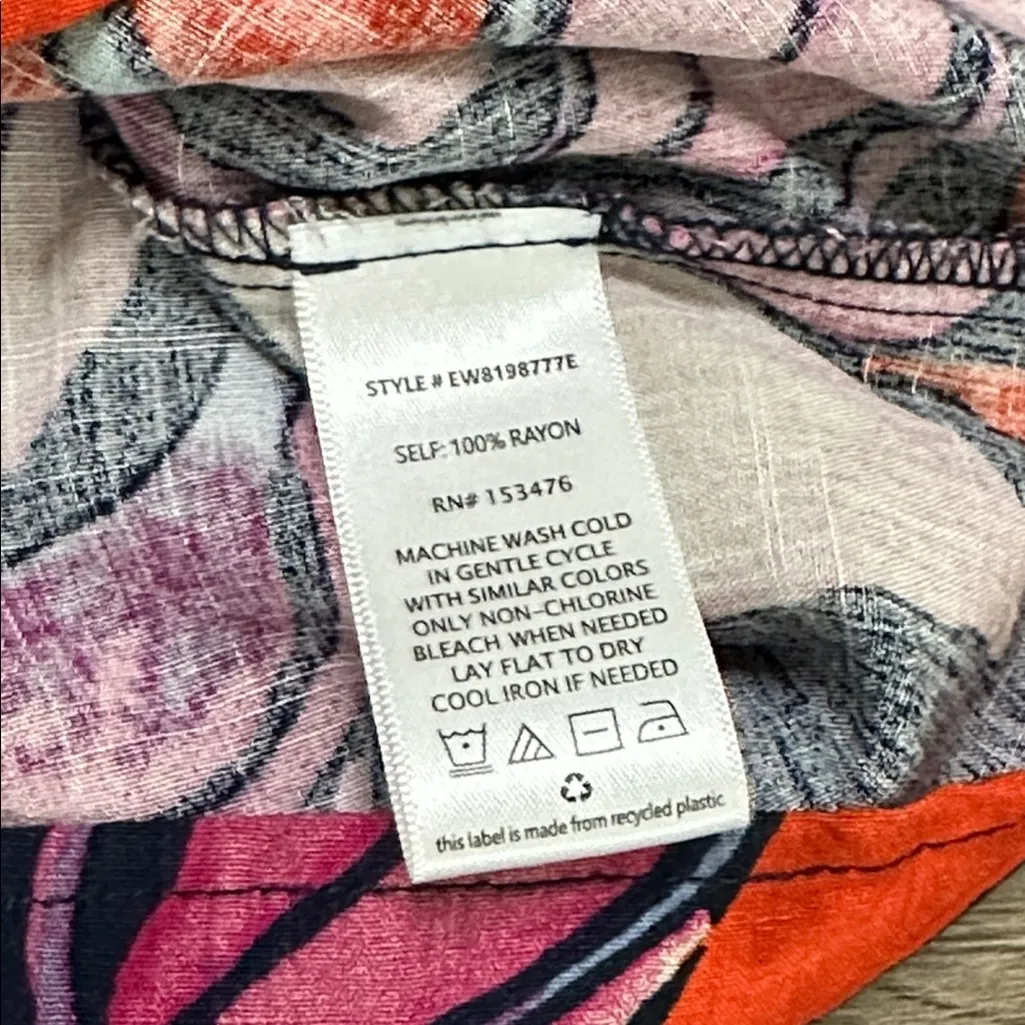 STYLE # EW8198777E
SELF: 100% RAYON
RN# 153476
MACHINE WASH COLD
IN GENTLE CYCLE
WITH SIMILAR COLORS
ONLY NON-CHLORINE
BLEACH WHEN NEEDED
LAY FLAT TO DRY
COOL IRON IF NEEDED
this label is made from recycled plastic